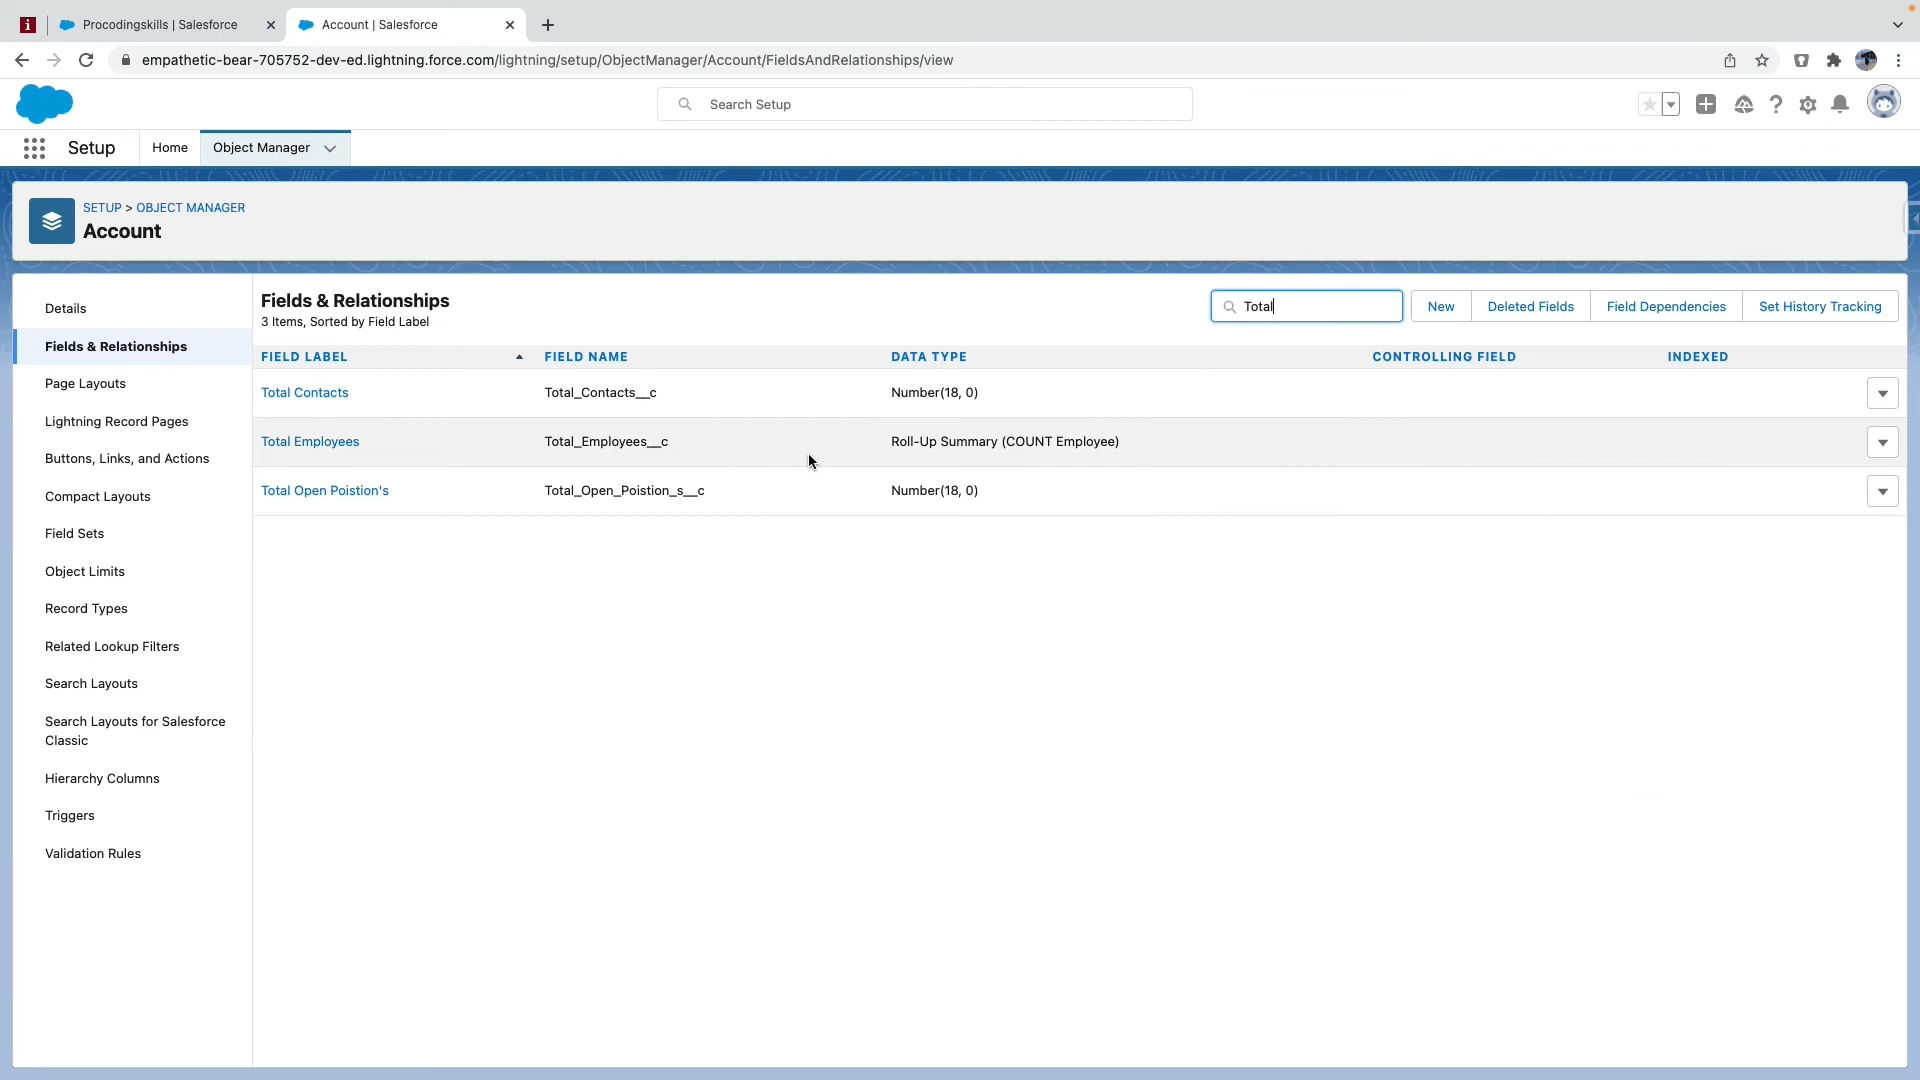 Procodingskills | Salesforce
Account | Salesforce
empathetic-bear-705752-dev-ed.lightning.force.com/lightning/setup/ObjectManager/Account/FieldsAndRelationships/view
Search Setup
Setup
Home
Object Manager
SETUP > OBJECT MANAGER
Account
Details
Fields & Relationships
Page Layouts
Lightning Record Pages
Buttons, Links, and Actions
Compact Layouts
Field Sets
Object Limits
Record Types
Related Lookup Filters
Search Layouts
Search Layouts for Salesforce
Classic
Hierarchy Columns
Triggers
Validation Rules
Fields & Relationships
3 Items, Sorted by Field Label
Total
New
Deleted Fields
Field Dependencies
Set History Tracking
FIELD LABEL FIELD NAME DATA TYPE CONTROLLING FIELD INDEXED
Total Contacts Total_Contacts__c Number(18, 0)
Total Employees Total_Employees__c Roll-Up Summary (COUNT Employee)
Total Open Poistion's Total_Open_Poistion_s__c Number(18, 0)